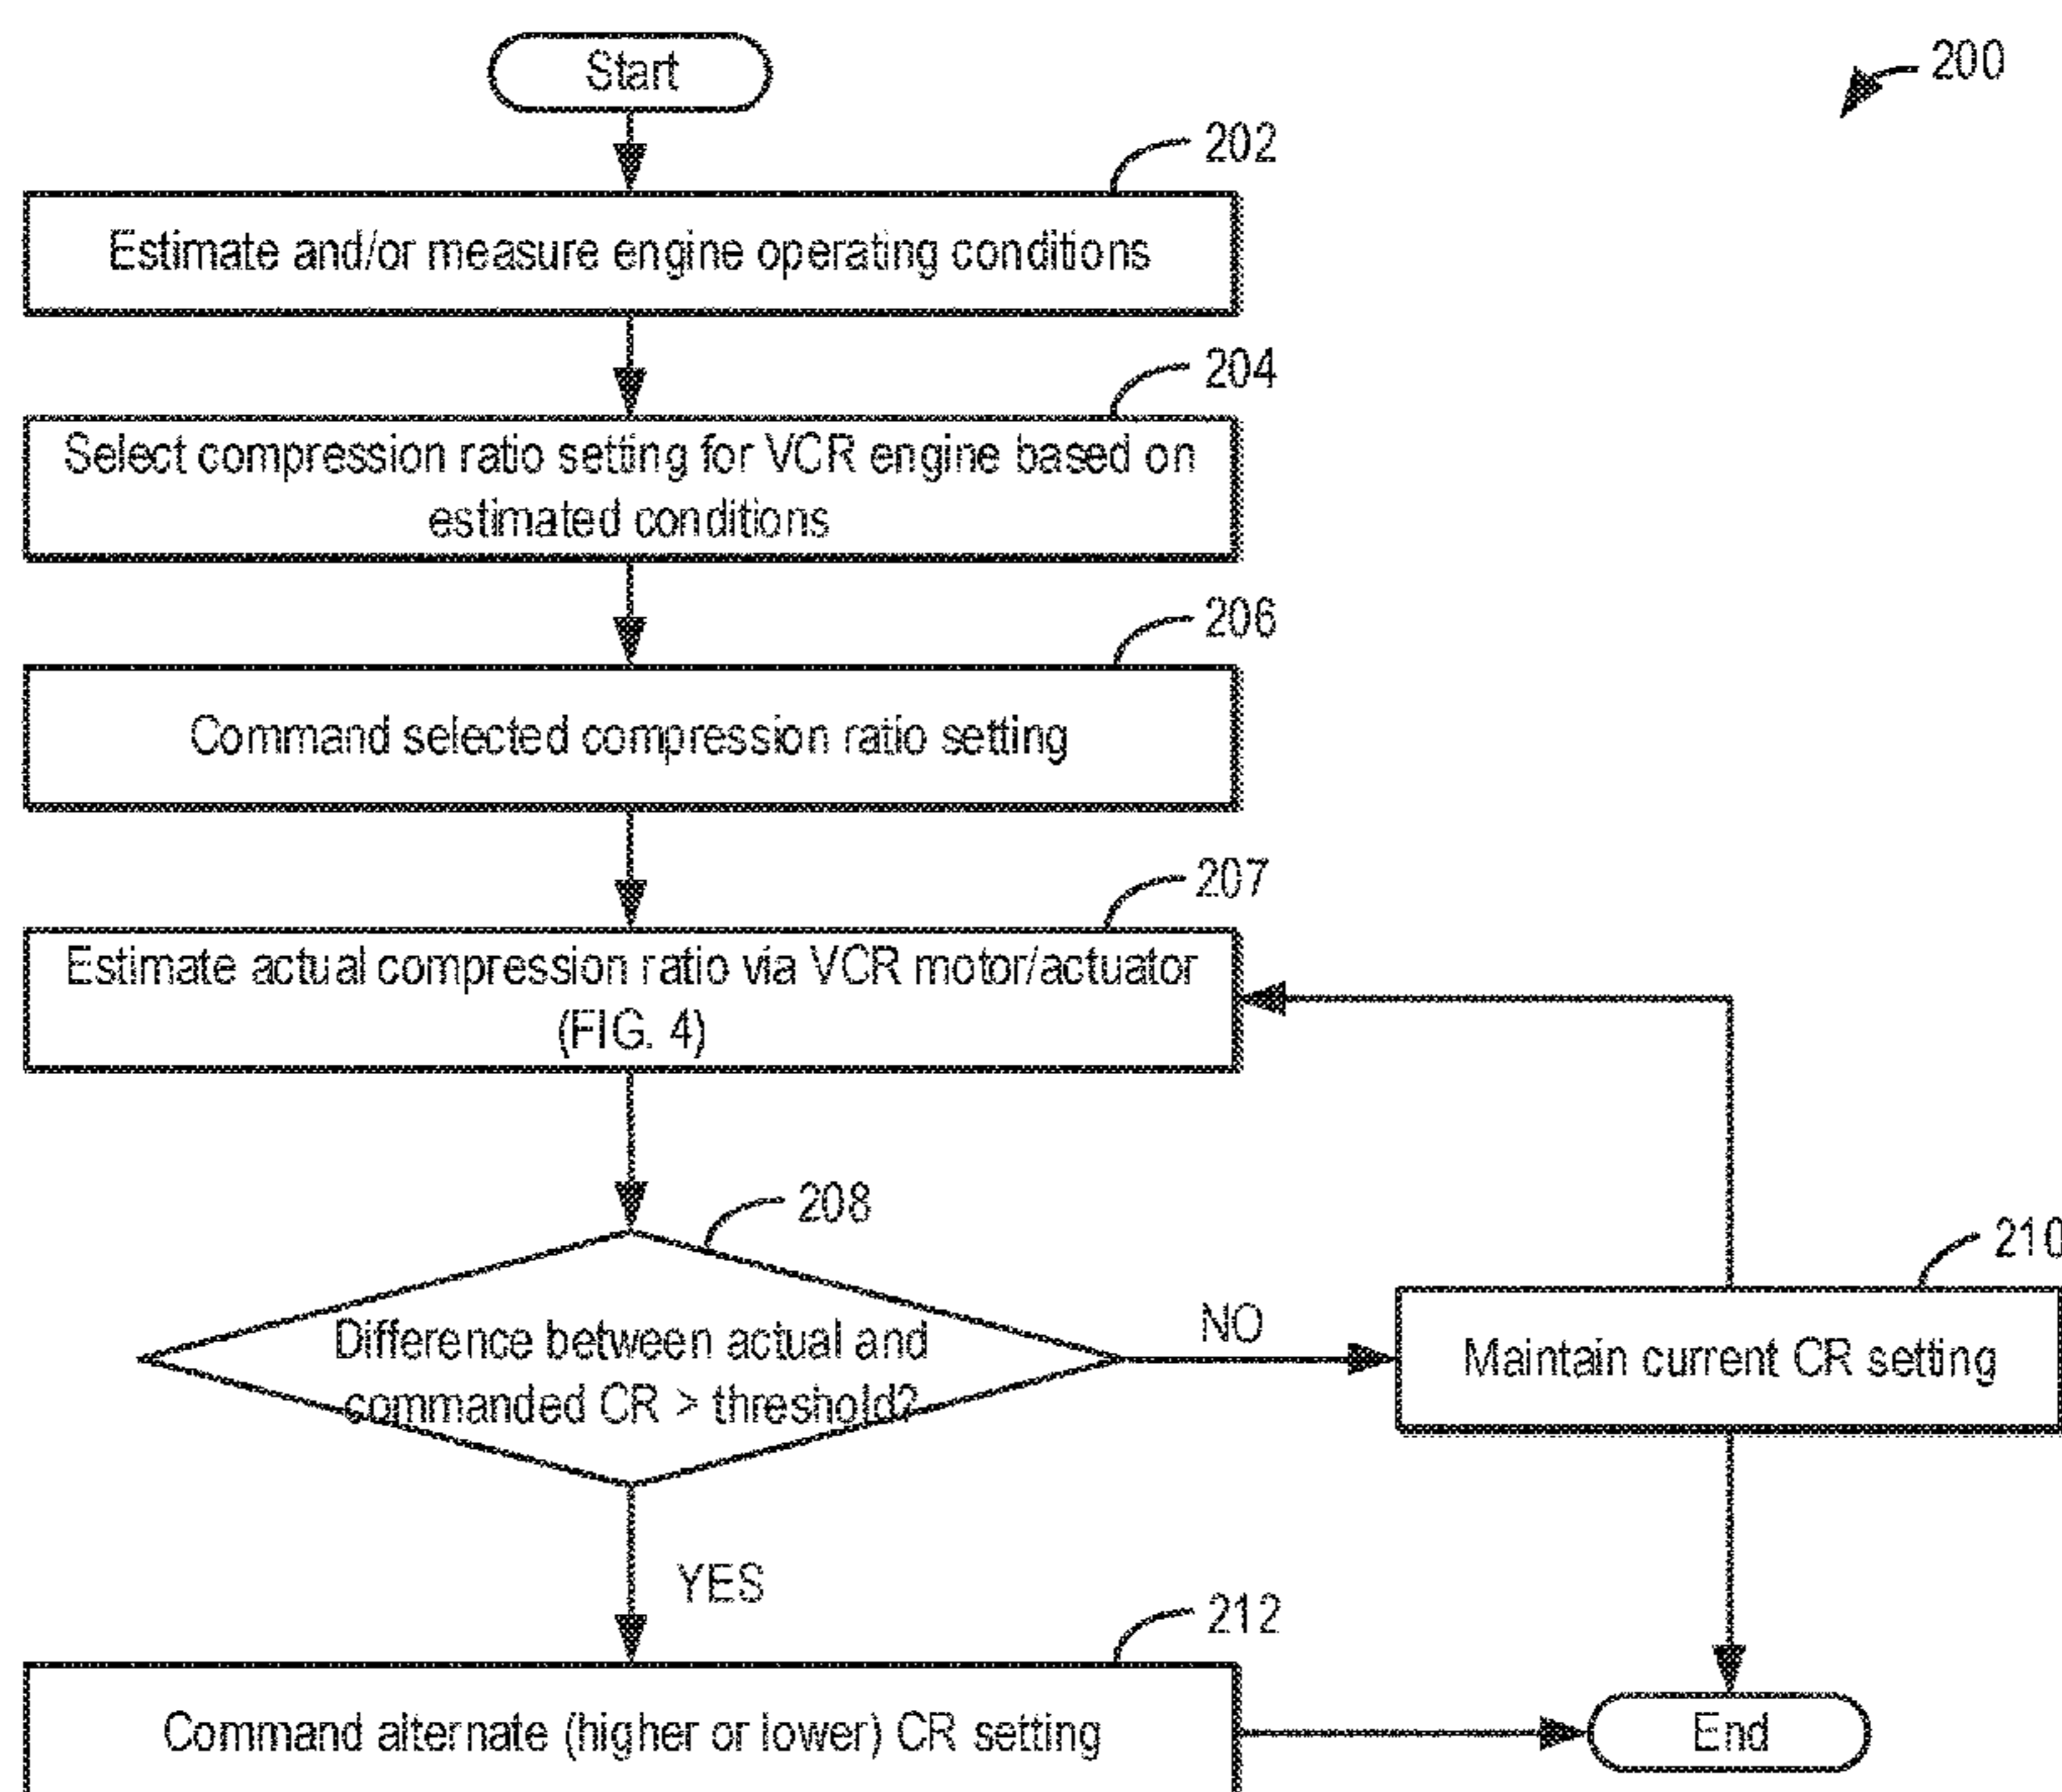 Start
200
202
Estimate and/or measure engine operating conditions
204
Select compression ratio setting for VCR engine based on
estimated conditions
206
Command selected compression ratio setting
207
Estimate actual compression ratio via VCR motor/actuator
(FIG. 4)
208
Difference between actual and
commanded CR > threshold?
NO
210
Maintain current CR setting
YES
212
Command alternate (higher or lower) CR setting
End